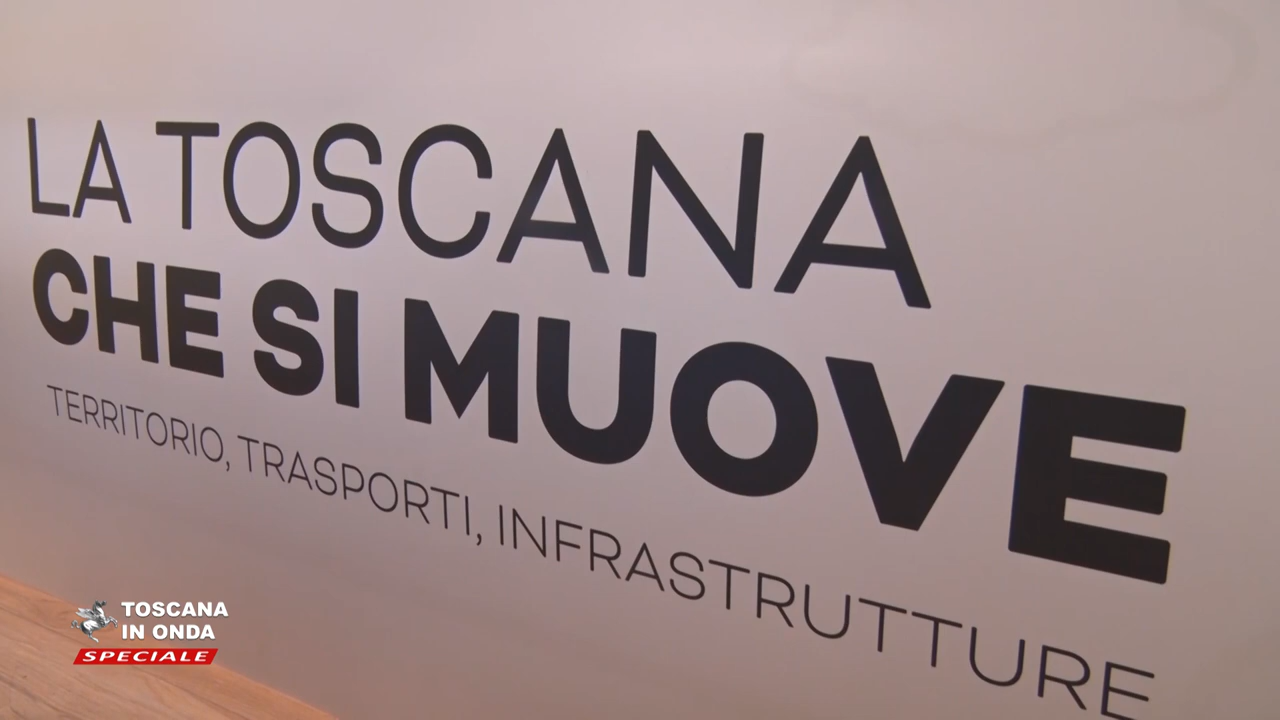 LA TOSCANA
CHE SI MUOVE
TERRITORIO, TRASPORTI, INFRASTRUTTURE
TOSCANA
IN ONDA
SPECIALE